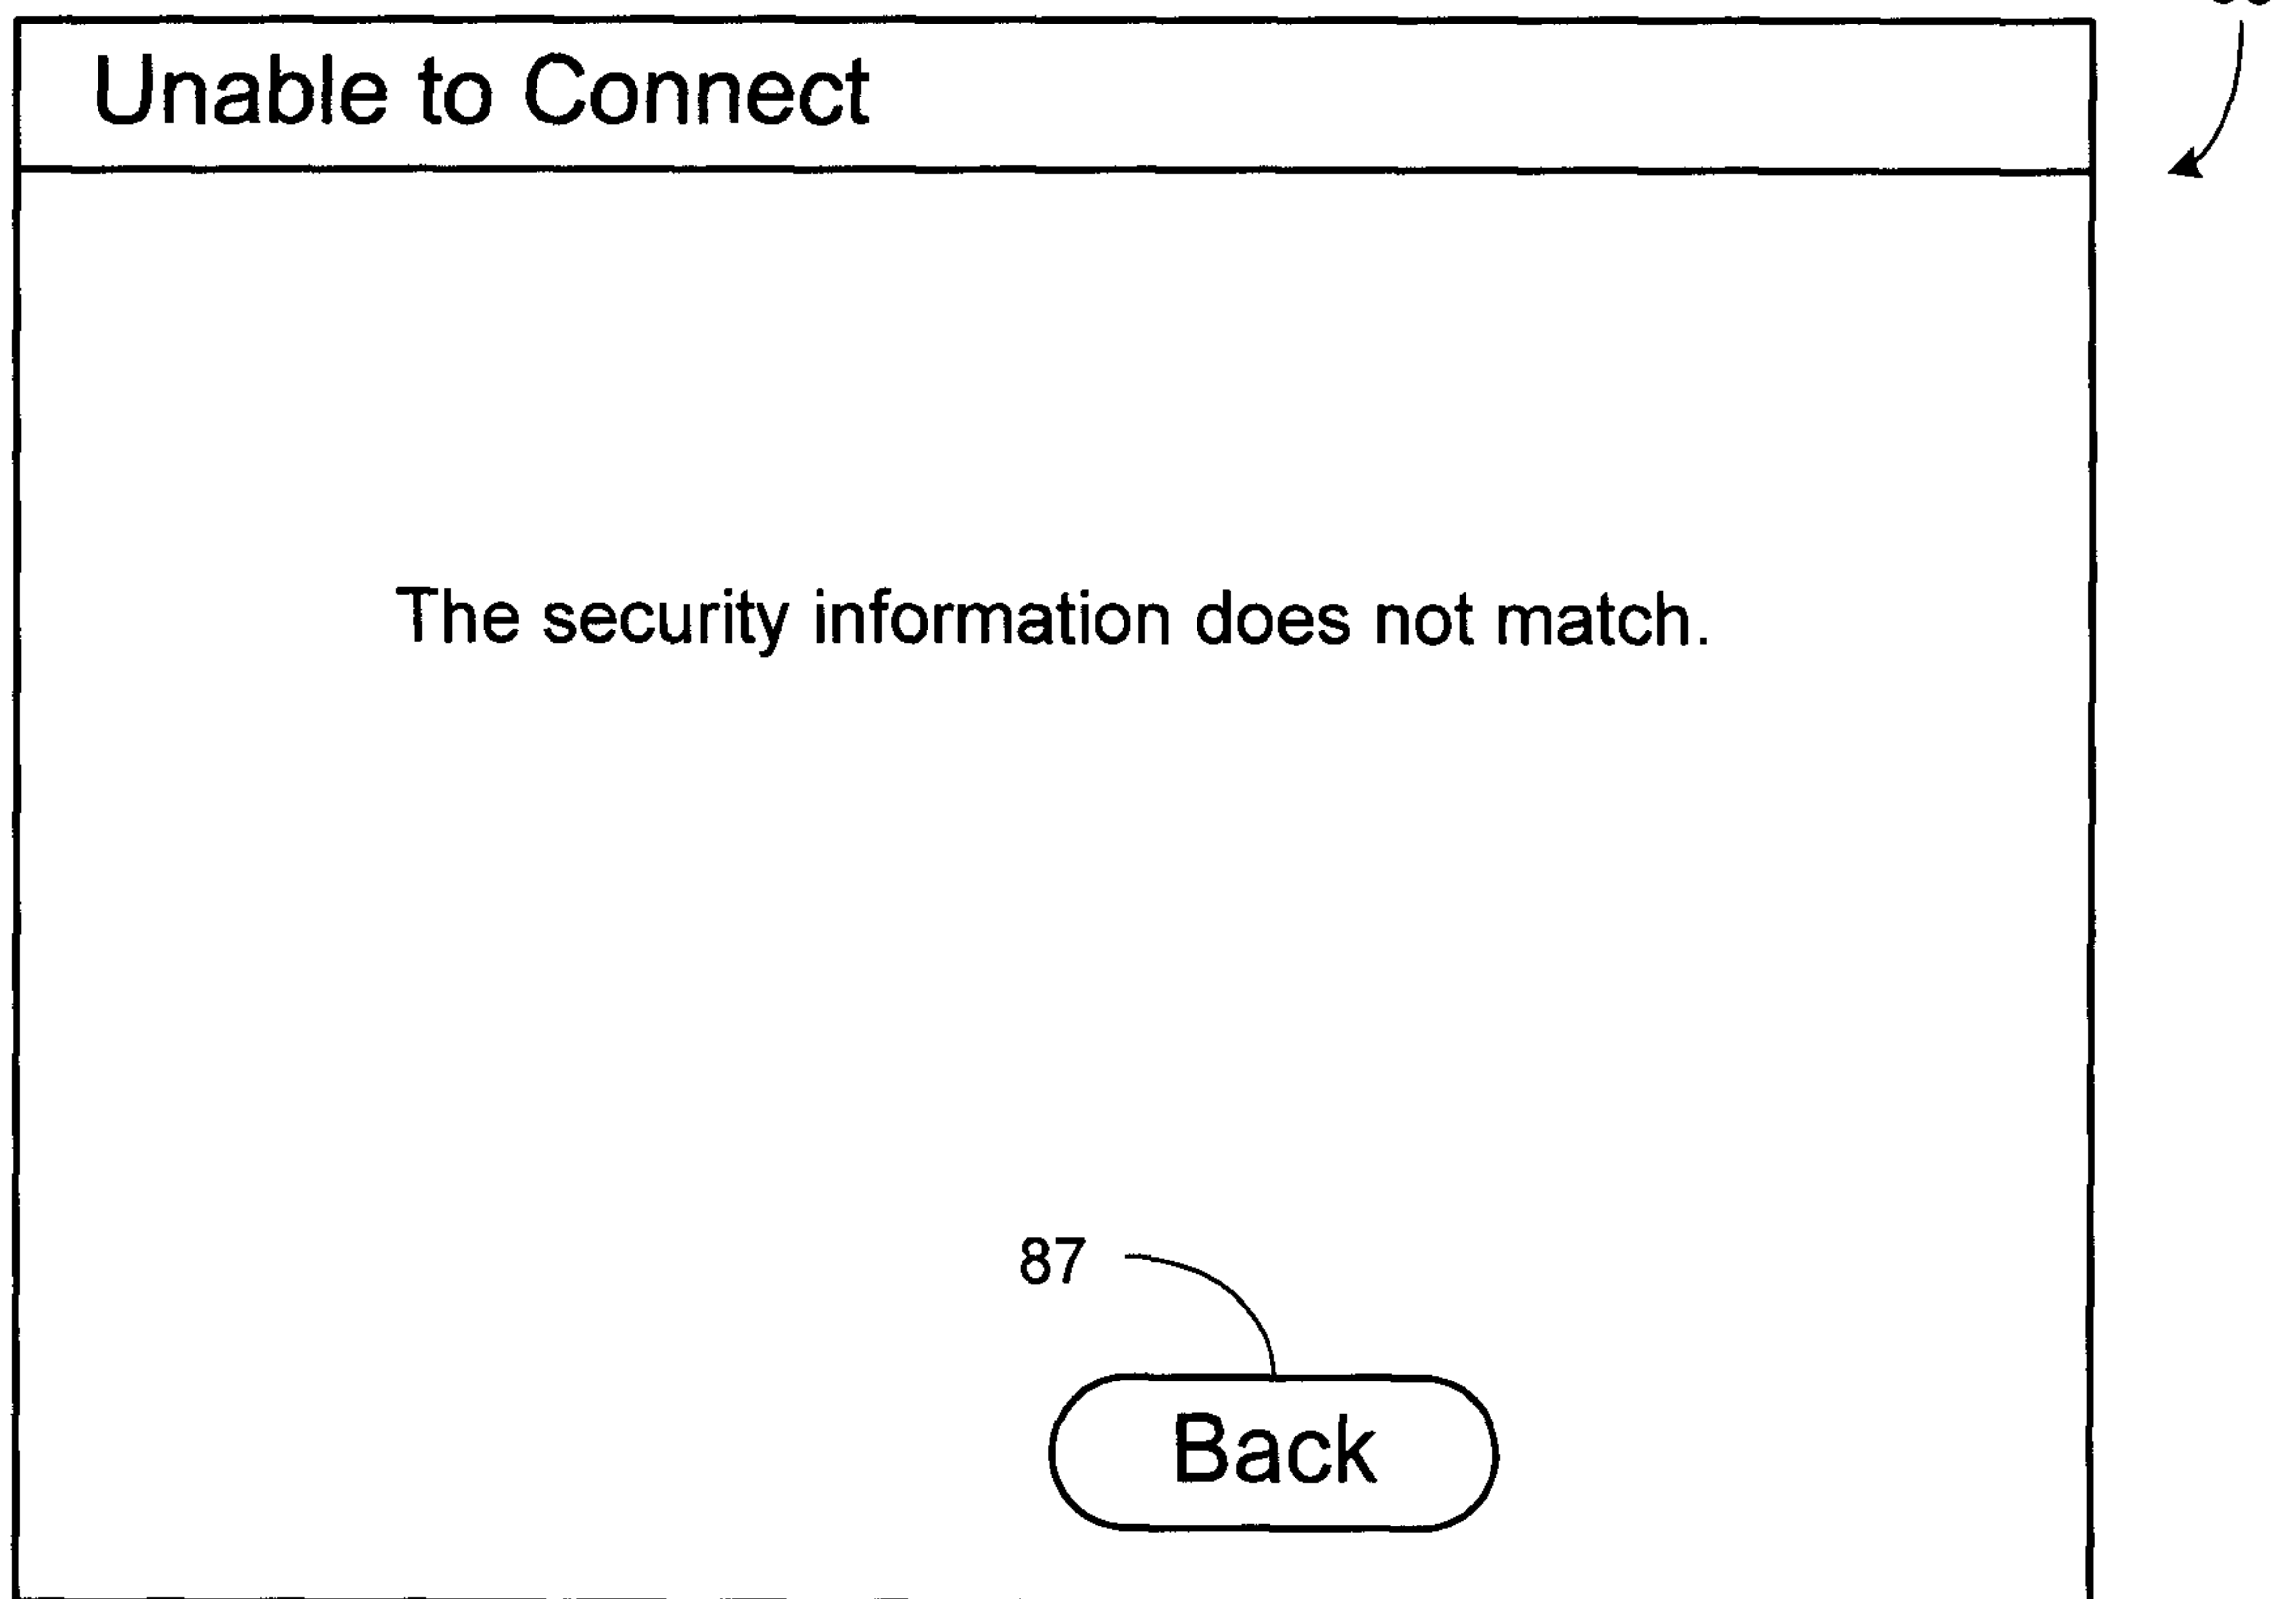 Unable to Connect
The security information does not match.
87
Back